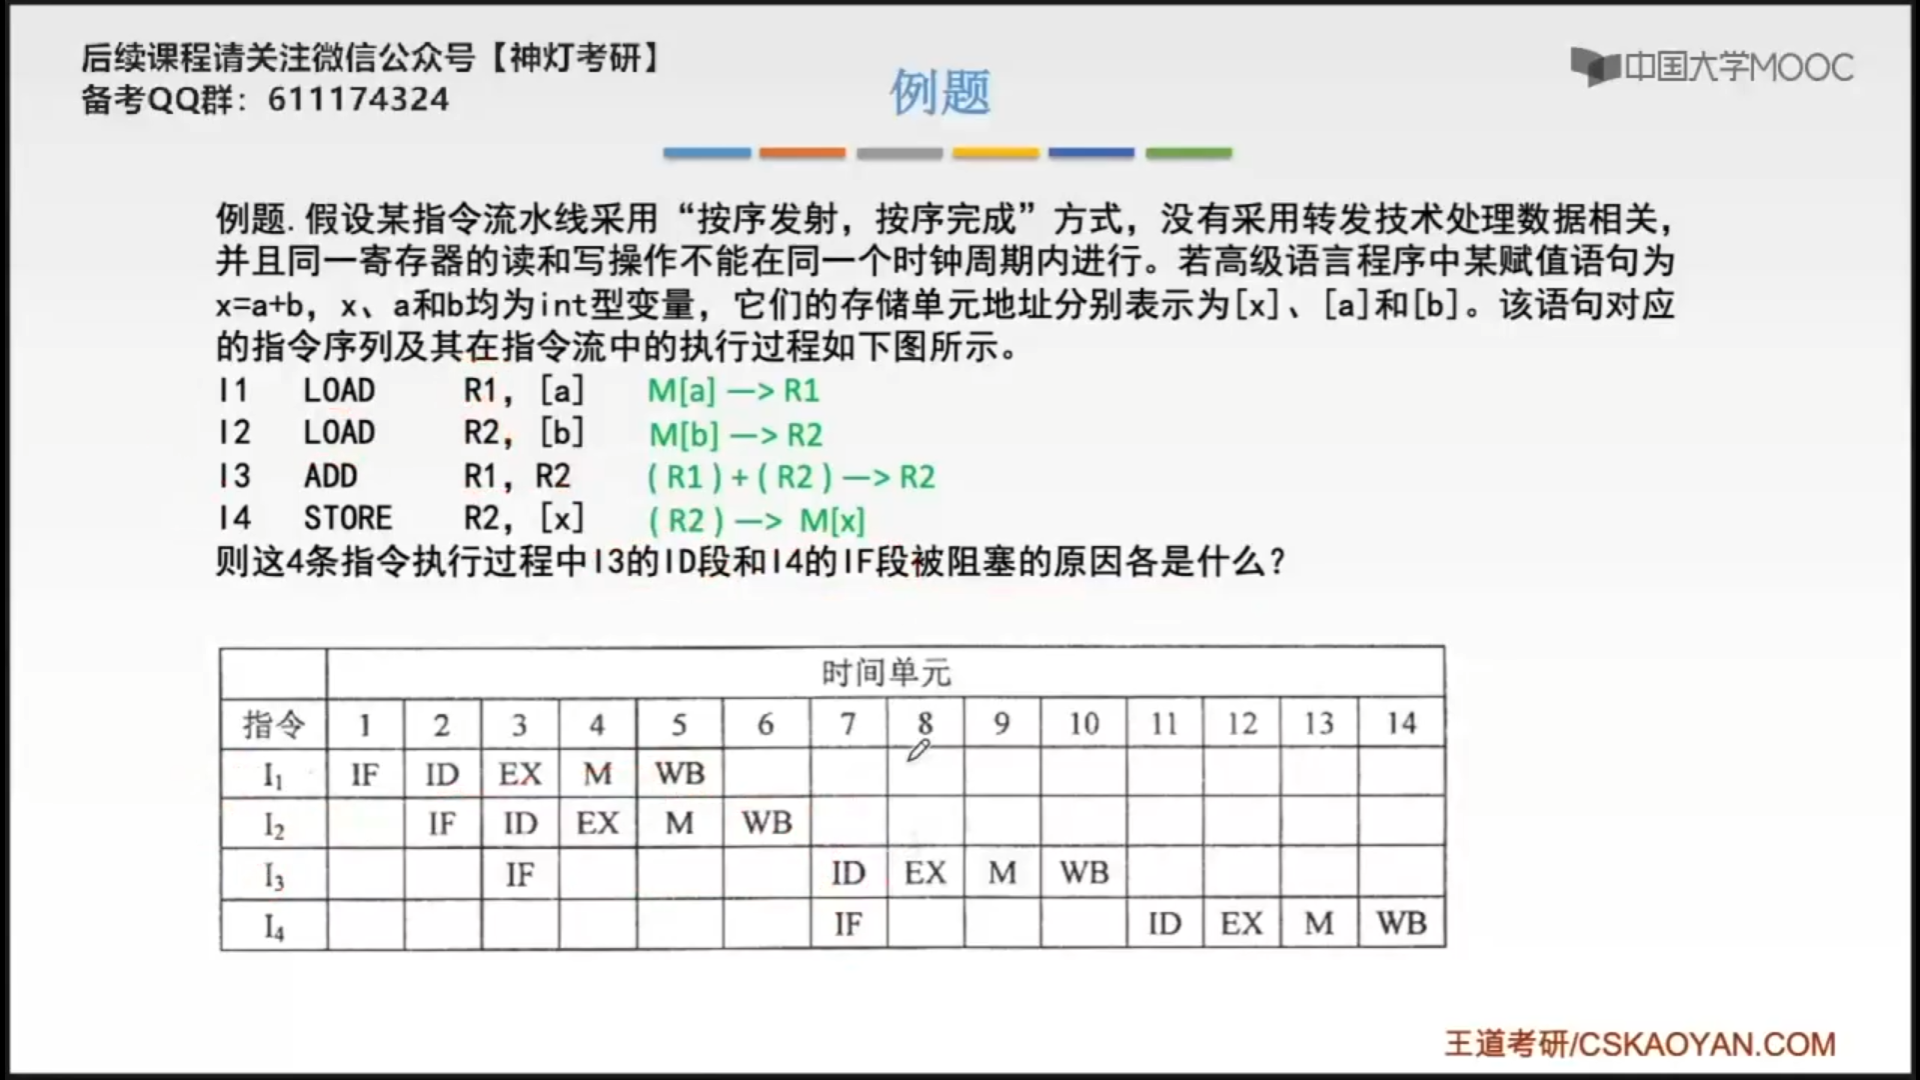 后续课程请关注微信公众号【神灯考研】
备考QQ群：611174324
中国大学MOOC
例题
例题.假设某指令流水线采用“按序发射，按序完成”方式，没有采用转发技术处理数据相关，
并且同一寄存器的读和写操作不能在同一个时钟周期内进行。若高级语言程序中某赋值语句为
x=a+b，x、a和b均为int型变量，它们的存储单元地址分别表示为[x]、[a]和[b]。该语句对应
的指令序列及其在指令流中的执行过程如下图所示。
I1 LOAD R1，[a] M[a] —> R1
I2 LOAD R2，[b] M[b] —> R2
I3 ADD R1，R2 ( R1 ) + ( R2 ) —> R2
I4 STORE R2，[x] ( R2 ) —> M[x]
则这4条指令执行过程中I3的ID段和I4的IF段被阻塞的原因各是什么？
时间单元
指令 1 2 3 4 5 6 7 8 9 10 11 12 13 14
I₁ IF ID EX M WB
I₂ IF ID EX M WB
I₃ IF ID EX M WB
I₄ IF ID EX M WB
王道考研/CSKAOYAN.COM